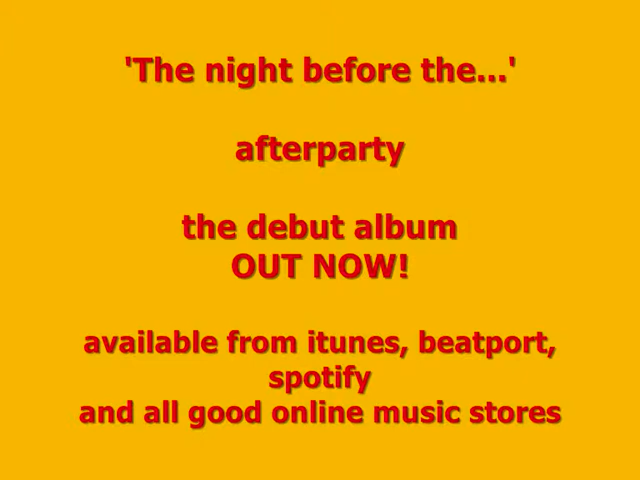 'The night before the...'
afterparty
the debut album
OUT NOW!
available from itunes, beatport,
spotify
and all good online music stores